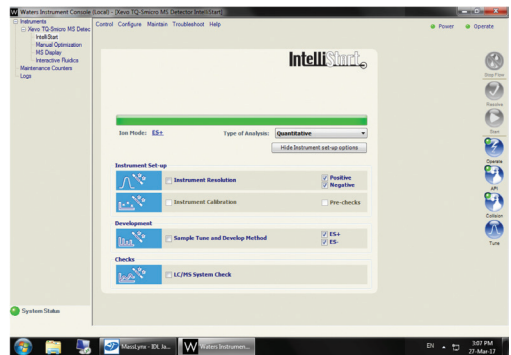 Waters Instrument Console (Local) - [Xevo TQ-Smicro MS Detector IntelliStart]
Instruments
Xevo TQ-Smicro MS Detec
IntelliStart
Manual Optimization
MS Display
Interactive Fluidics
Maintenance Counters
Logs
Control Configure Maintain Troubleshoot Help
Power
Operate
IntelliStart
Ion Mode: ES+
Type of Analysis: Quantitative
Hide Instrument set-up options
Instrument Set-up
Instrument Resolution
Positive
Negative
Instrument Calibration
Pre-checks
Development
Sample Tune and Develop Method
ES+
ES-
Checks
LC/MS System Check
Stop Flow
Resolve
Start
Operate
API
Collision
Tune
System Status
MassLynx - IDL Ja...
Waters Instrumen...
EN
3:07 PM
27-Mar-17